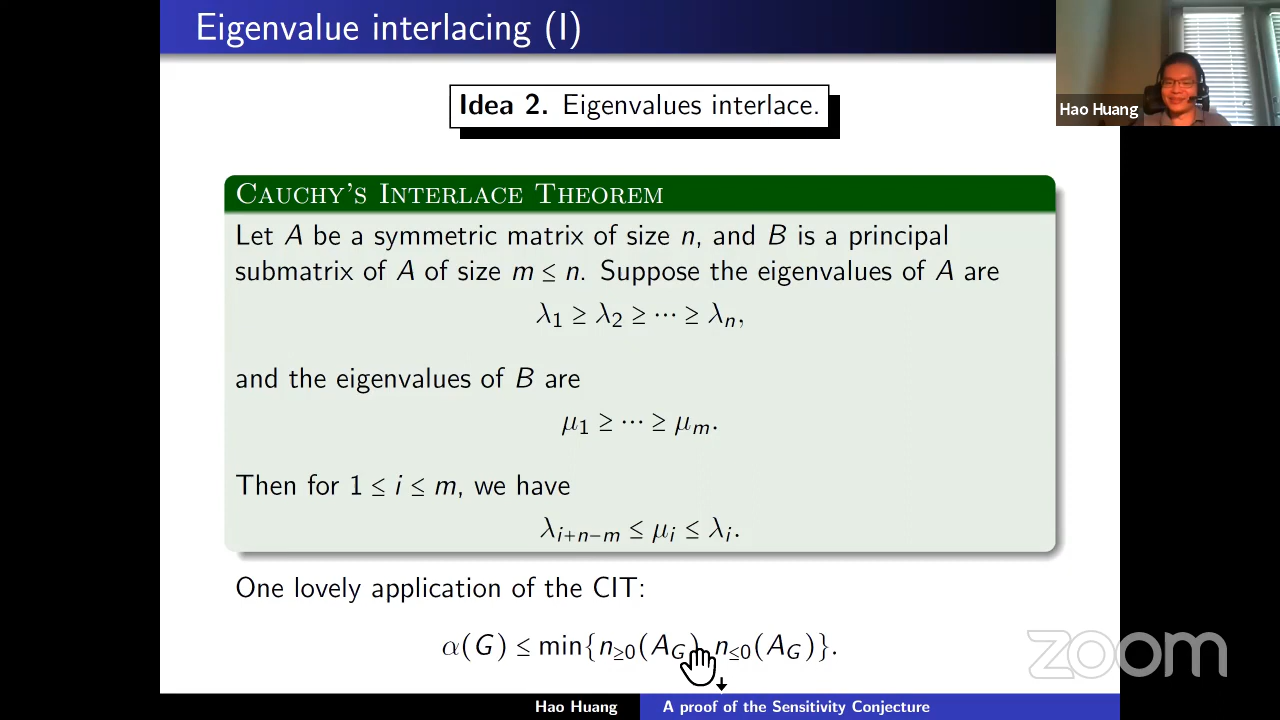 Eigenvalue interlacing (I)
Hao Huang
Idea 2. Eigenvalues interlace.
Cauchy's Interlace Theorem
Let A be a symmetric matrix of size n, and B is a principal
submatrix of A of size m ≤ n. Suppose the eigenvalues of A are
λ₁ ≥ λ₂ ≥ ··· ≥ λₙ,
and the eigenvalues of B are
μ₁ ≥ ··· ≥ μₘ.
Then for 1 ≤ i ≤ m, we have
λᵢ₊ₙ₋ₘ ≤ μᵢ ≤ λᵢ.
One lovely application of the CIT:
α(G) ≤ min{n≥0(A_G), n≤0(A_G)}.
zoom
Hao Huang
A proof of the Sensitivity Conjecture